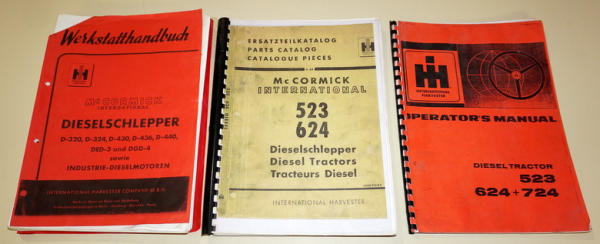 Werkstatthandbuch
IH
McCORMICK
INTERNATIONAL
DIESELSCHLEPPER
D-320, D-324, D-430, D-436, D-440,
DED-3 und DGD-4
sowie
INDUSTRIE-DIESELMOTOREN
INTERNATIONAL HARVESTER COMPANY M.B.H.
ERSATZTEILKATALOG
PARTS CATALOG
CATALOGUE PIECES
IH
McCORMICK
INTERNATIONAL
523
624
Dieselschlepper
Diesel Tractors
Tracteurs Diesel
INTERNATIONAL HARVESTER
IH
INTERNATIONAL
HARVESTER
OPERATOR'S MANUAL
DIESEL TRACTOR
523
624+724